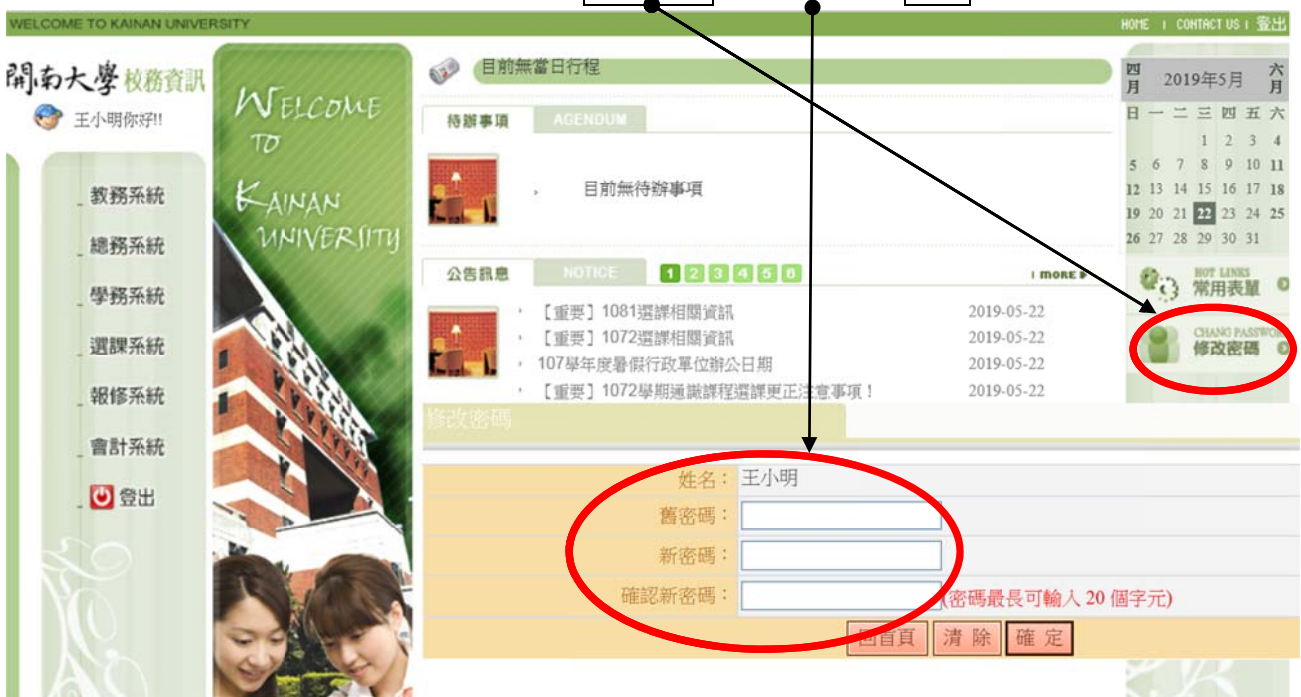 WELCOME TO KAINAN UNIVERSITY
HOME | CONTACT US | 登出
開南大學 校務資訊
王小明你好!!
教務系統
總務系統
學務系統
選課系統
報修系統
會計系統
登出
WELCOME
TO
KAINAN
UNIVERSITY
目前無當日行程
待辦事項 AGENDUM
目前無待辦事項
公告訊息 NOTICE 1 2 3 4 5 6 | MORE
【重要】1081選課相關資訊 2019-05-22
【重要】1072選課相關資訊 2019-05-22
107學年度暑假行政單位辦公日期 2019-05-22
【重要】1072學期通識課程選課更正注意事項! 2019-05-22
四月 2019年5月 六月
日 一 二 三 四 五 六
1 2 3 4
5 6 7 8 9 10 11
12 13 14 15 16 17 18
19 20 21 22 23 24 25
26 27 28 29 30 31
HOT LINKS
常用表單
CHANG PASSWOR
修改密碼
修改密碼
姓名： 王小明
舊密碼：
新密碼：
確認新密碼： (密碼最長可輸入 20 個字元)
回首頁 清 除 確 定